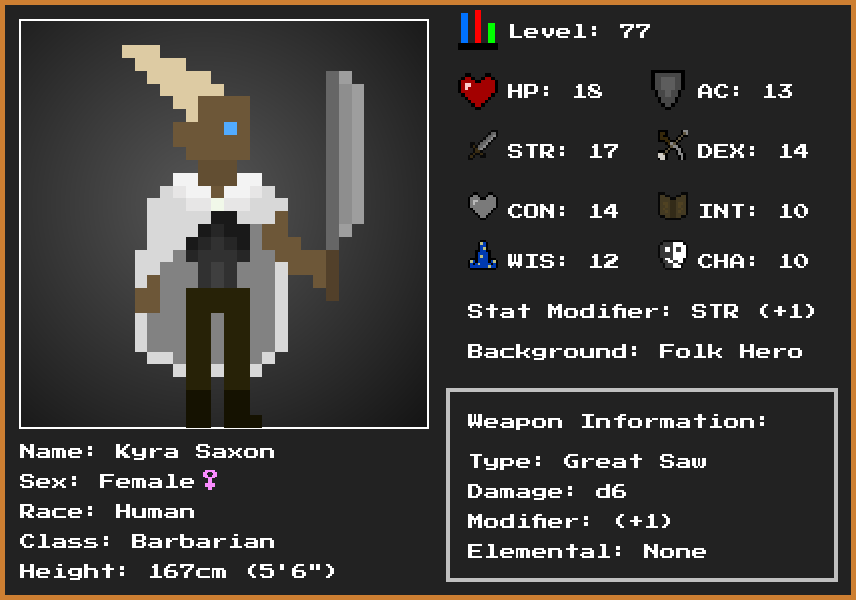 Level: 77
HP: 18
AC: 13
STR: 17
DEX: 14
CON: 14
INT: 10
WIS: 12
CHA: 10
Stat Modifier: STR (+1)
Background: Folk Hero
Weapon Information:
Type: Great Saw
Damage: d6
Modifier: (+1)
Elemental: None
Name: Kyra Saxon
Sex: Female♀
Race: Human
Class: Barbarian
Height: 167cm (5'6")